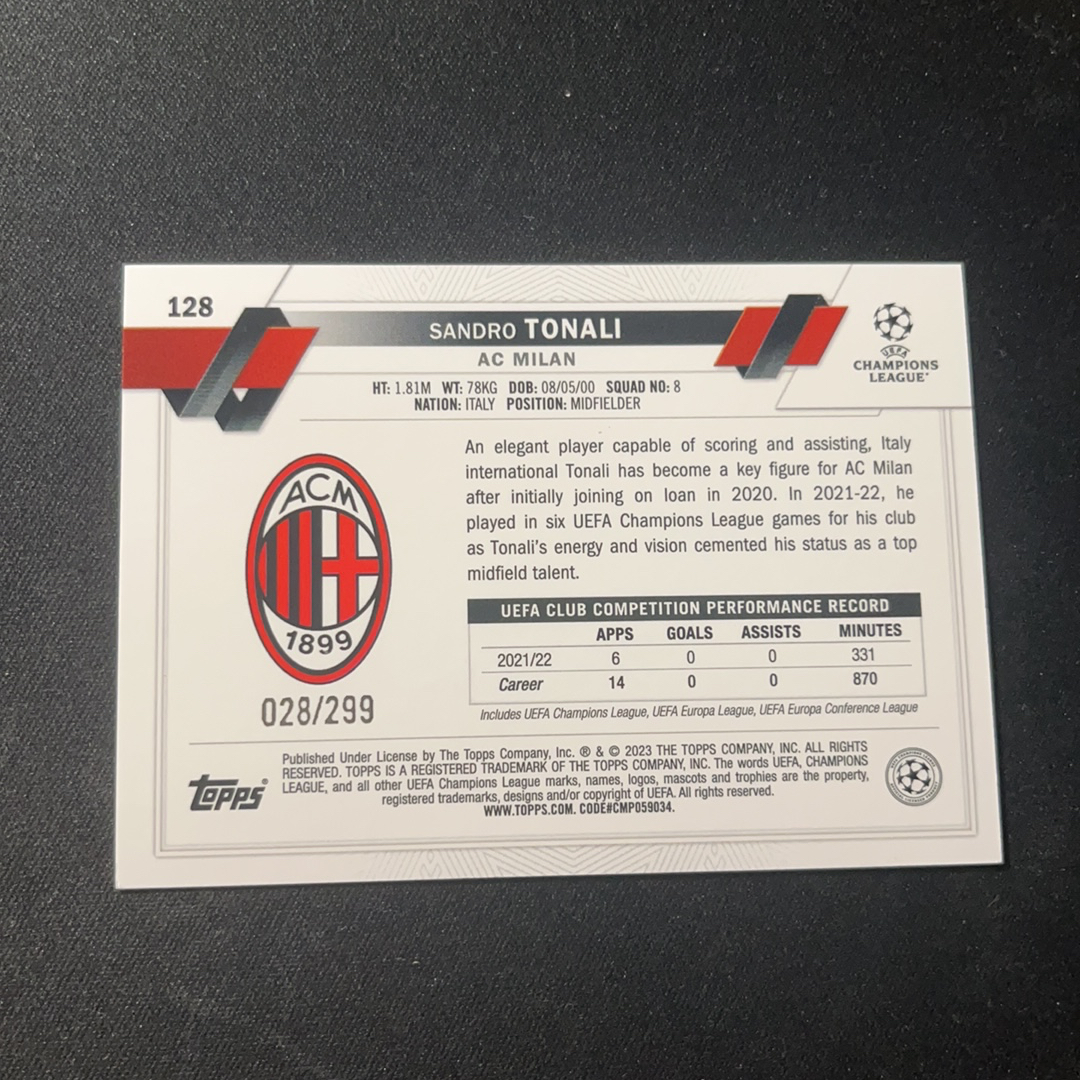 128
SANDRO TONALI
AC MILAN
HT: 1.81M WT: 78KG DOB: 08/05/00 SQUAD NO: 8
NATION: ITALY POSITION: MIDFIELDER
UEFA
CHAMPIONS
LEAGUE
An elegant player capable of scoring and assisting, Italy
international Tonali has become a key figure for AC Milan
after initially joining on loan in 2020. In 2021-22, he
played in six UEFA Champions League games for his club
as Tonali's energy and vision cemented his status as a top
midfield talent.
ACM
1899
028/299
UEFA CLUB COMPETITION PERFORMANCE RECORD
APPS GOALS ASSISTS MINUTES
2021/22 6 0 0 331
Career 14 0 0 870
Includes UEFA Champions League, UEFA Europa League, UEFA Europa Conference League
Topps®
Published Under License by The Topps Company, Inc. ® & © 2023 THE TOPPS COMPANY, INC. ALL RIGHTS
RESERVED. TOPPS IS A REGISTERED TRADEMARK OF THE TOPPS COMPANY, INC. The words UEFA, CHAMPIONS
LEAGUE, and all other UEFA Champions League marks, names, logos, mascots and trophies are the property,
registered trademarks, designs and/or copyright of UEFA. All rights reserved.
WWW.TOPPS.COM. CODE#CMP059034.